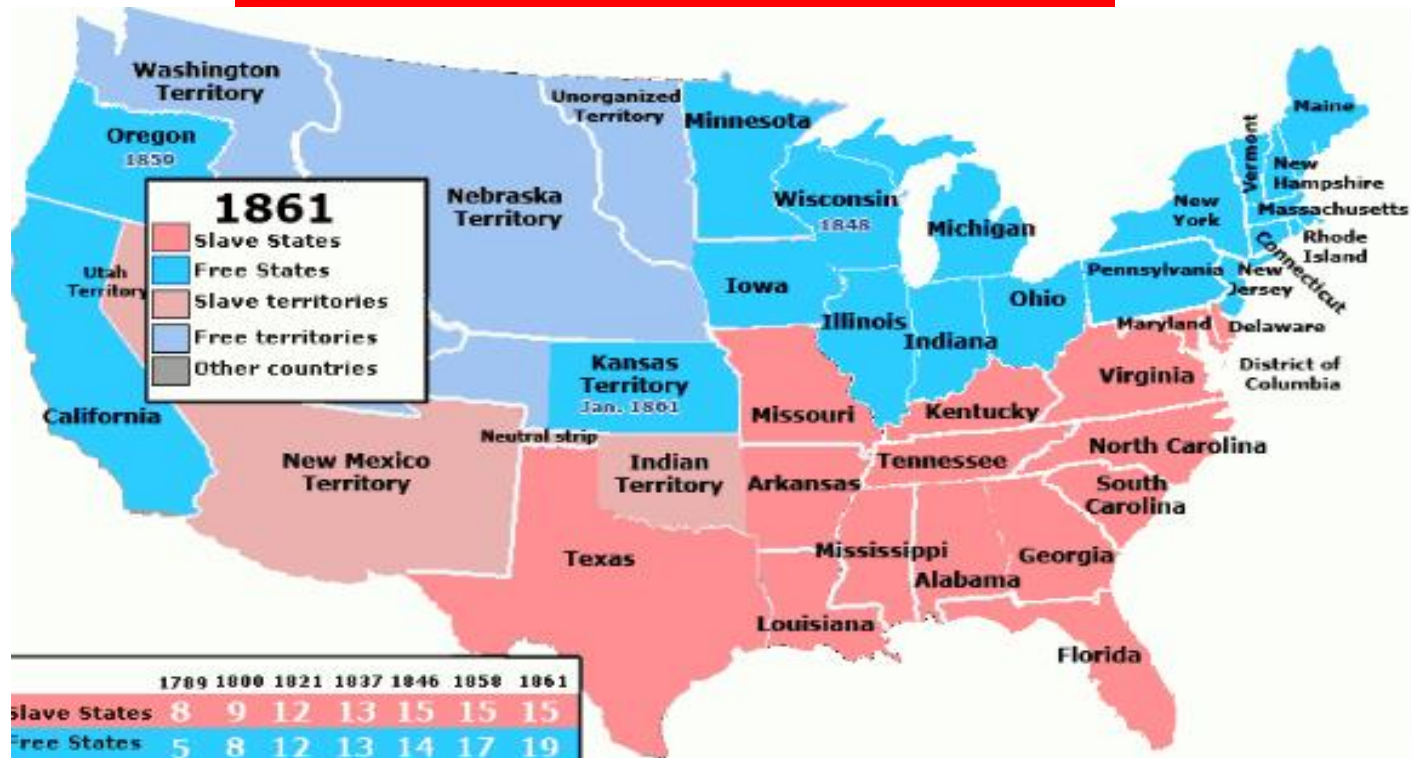 Washington
Territory
Oregon
1859
1861
Slave States
Free States
Slave territories
Free territories
Other countries
Utah
Territory
California
Nebraska
Territory
Unorganized
Territory
Minnesota
Wisconsin
1848
Michigan
Iowa
Illinois
Indiana
Ohio
Pennsylvania
New
York
Vermont
Maine
New
Hampshire
Massachusetts
Rhode
Island
Connecticut
New
Jersey
Maryland
Delaware
District of
Columbia
Virginia
Kansas
Territory
Jan. 1861
Missouri
Kentucky
Neutral strip
New Mexico
Territory
Indian
Territory
Arkansas
Tennessee
North Carolina
South
Carolina
Texas
Mississippi
Alabama
Georgia
Louisiana
Florida
1789 1800 1821 1837 1846 1858 1861
Slave States 8 9 12 13 15 15 15
Free States 5 8 12 13 14 17 19